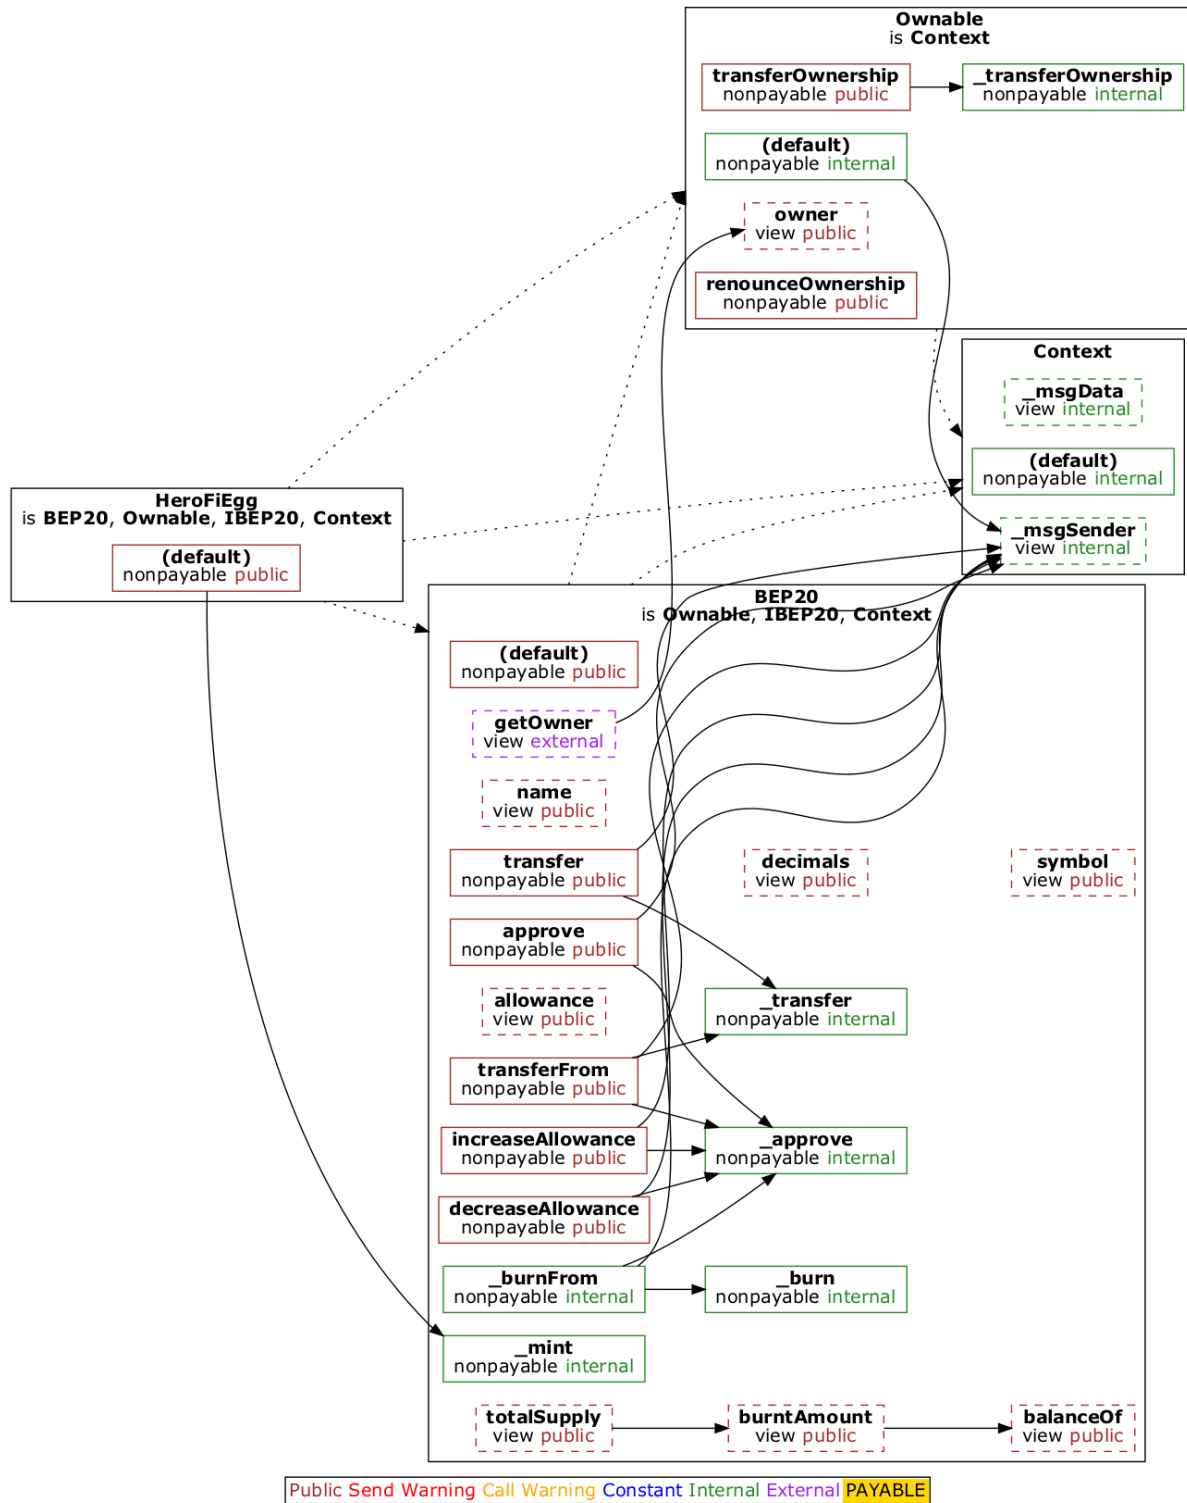 Ownable
is Context
transferOwnership
nonpayable public
_transferOwnership
nonpayable internal
(default)
nonpayable internal
owner
view public
renounceOwnership
nonpayable public
Context
_msgData
view internal
(default)
nonpayable internal
_msgSender
view internal
HeroFiEgg
is BEP20, Ownable, IBEP20, Context
(default)
nonpayable public
BEP20
is Ownable, IBEP20, Context
(default)
nonpayable public
getOwner
view external
name
view public
transfer
nonpayable public
decimals
view public
symbol
view public
approve
nonpayable public
allowance
view public
_transfer
nonpayable internal
transferFrom
nonpayable public
increaseAllowance
nonpayable public
_approve
nonpayable internal
decreaseAllowance
nonpayable public
_burnFrom
nonpayable internal
_burn
nonpayable internal
_mint
nonpayable internal
totalSupply
view public
burntAmount
view public
balanceOf
view public
Public Send Warning Call Warning Constant Internal External PAYABLE